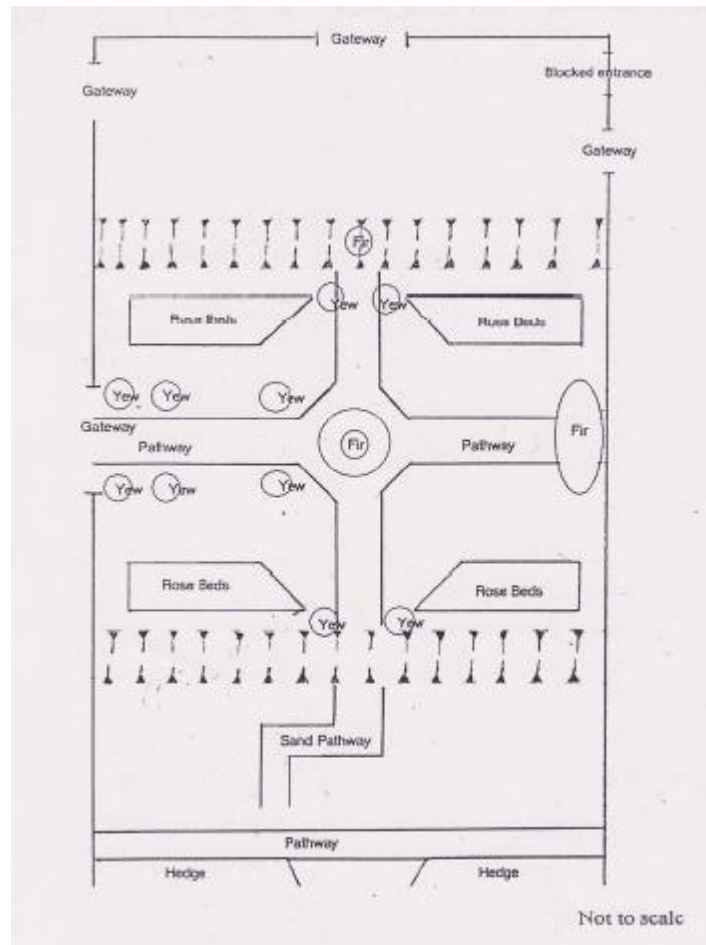 Gateway
Blocked entrance
Gateway
Gateway
Fir
Yew
Yew
Rose Beds
Rose Beds
Yew
Yew
Yew
Gateway
Pathway
Fir
Pathway
Fir
Yew
Yew
Yew
Rose Beds
Rose Beds
Yew
Yew
Sand Pathway
Pathway
Hedge
Hedge
Not to scale